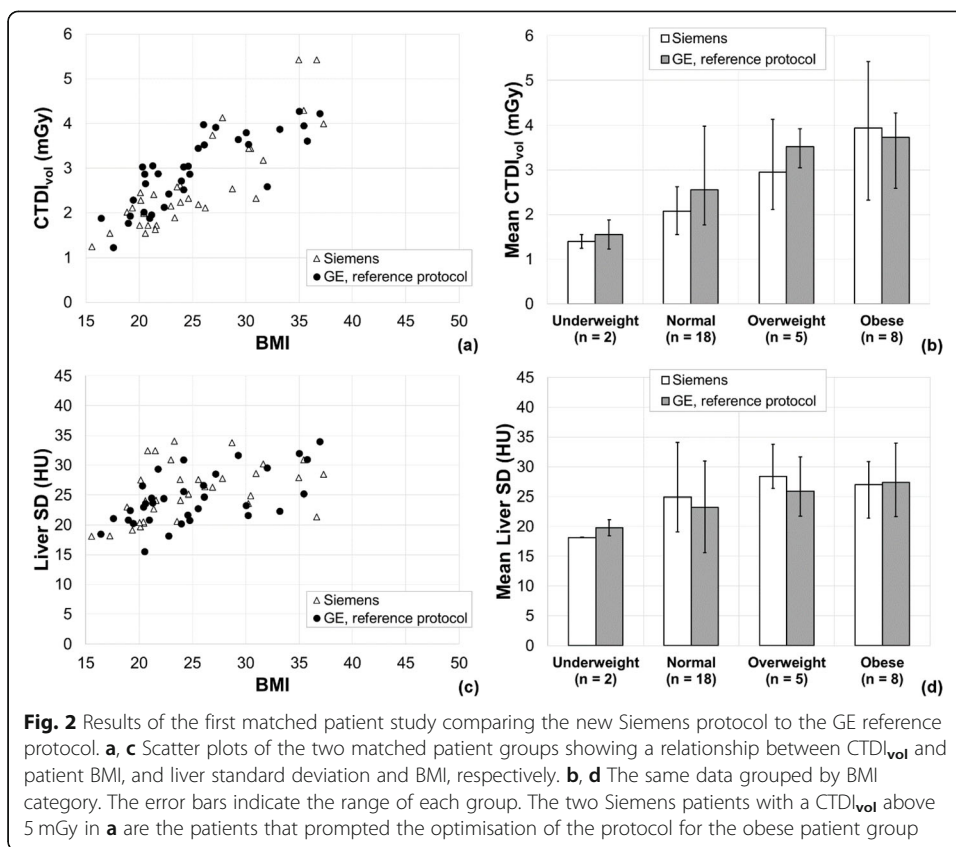 6
5
4
3
2
1
0
CTDIvol (mGy)
△ Siemens
● GE, reference protocol
15 20 25 30 35 40 45 50
BMI
(a)
6
5
4
3
2
1
0
Mean CTDIvol (mGy)
Siemens
GE, reference protocol
Underweight Normal Overweight Obese
(n = 2) (n = 18) (n = 5) (n = 8)
(b)
45
40
35
30
25
20
15
10
5
0
Liver SD (HU)
△ Siemens
● GE, reference protocol
15 20 25 30 35 40 45 50
BMI
(c)
45
40
35
30
25
20
15
10
5
0
Mean Liver SD (HU)
Siemens
GE, reference protocol
Underweight Normal Overweight Obese
(n = 2) (n = 18) (n = 5) (n = 8)
(d)
Fig. 2 Results of the first matched patient study comparing the new Siemens protocol to the GE reference
protocol. a, c Scatter plots of the two matched patient groups showing a relationship between CTDIvol and
patient BMI, and liver standard deviation and BMI, respectively. b, d The same data grouped by BMI
category. The error bars indicate the range of each group. The two Siemens patients with a CTDIvol above
5 mGy in a are the patients that prompted the optimisation of the protocol for the obese patient group